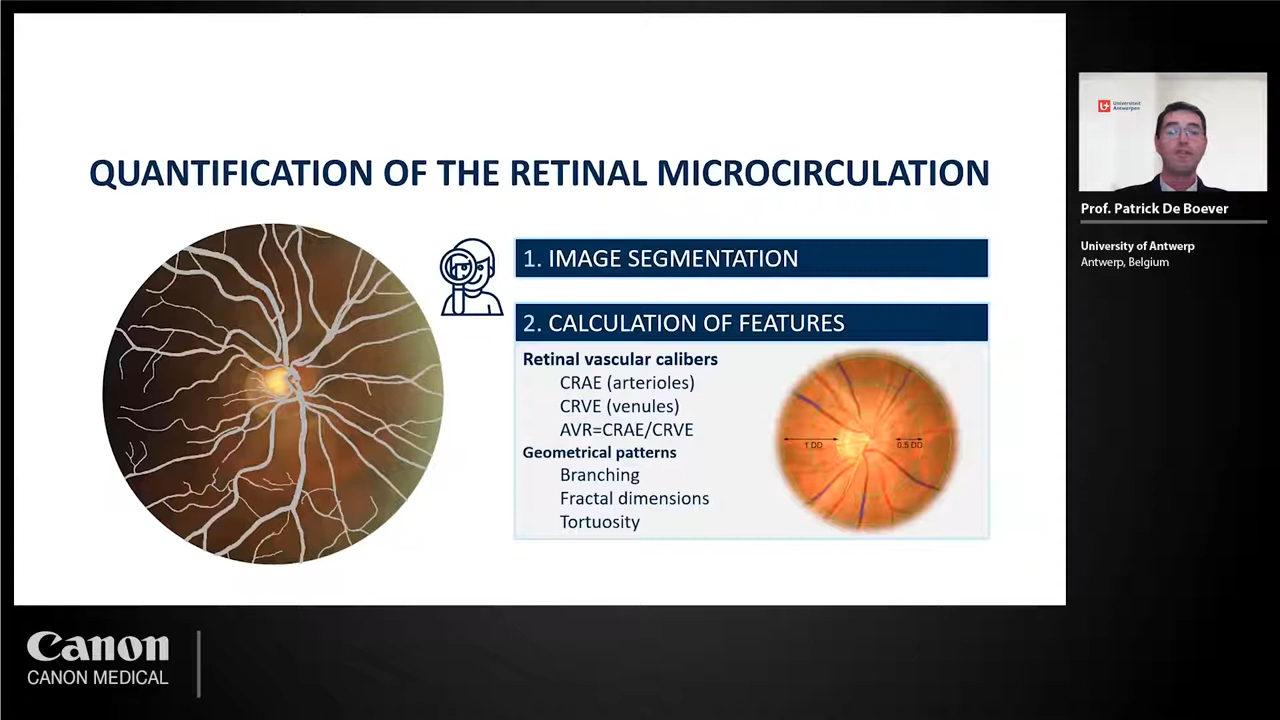 QUANTIFICATION OF THE RETINAL MICROCIRCULATION
1. IMAGE SEGMENTATION
2. CALCULATION OF FEATURES
Retinal vascular calibers
CRAE (arterioles)
CRVE (venules)
AVR=CRAE/CRVE
Geometrical patterns
Branching
Fractal dimensions
Tortuosity
1 DD
0.5 DD
Universiteit
Antwerpen
Prof. Patrick De Boever
University of Antwerp
Antwerp, Belgium
Canon
CANON MEDICAL